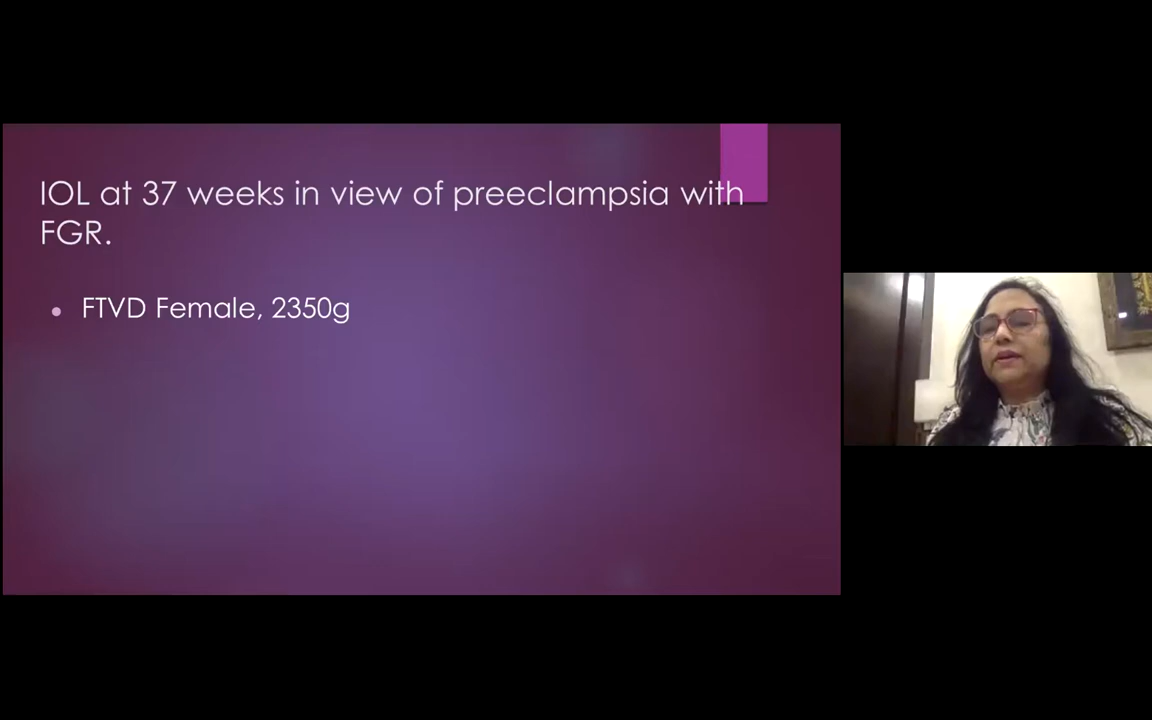 IOL at 37 weeks in view of preeclampsia with
FGR.
FTVD Female, 2350g